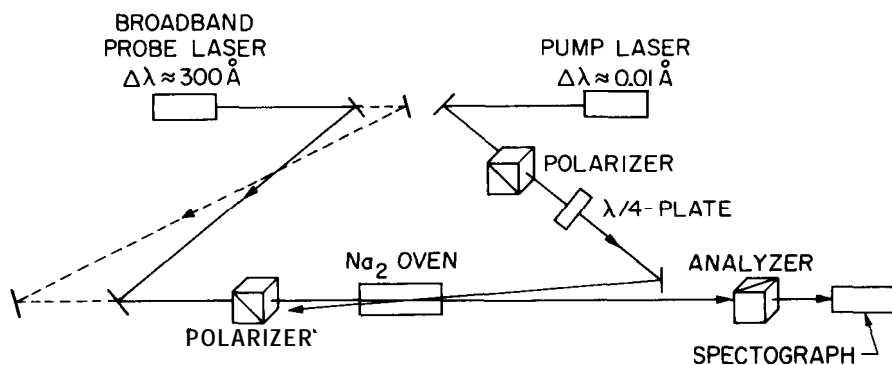 BROADBAND
PROBE LASER
Δλ≈300 Å
PUMP LASER
Δλ≈0.01 Å
POLARIZER
λ/4-PLATE
Na₂ OVEN
ANALYZER
'POLARIZER'
SPECTOGRAPH